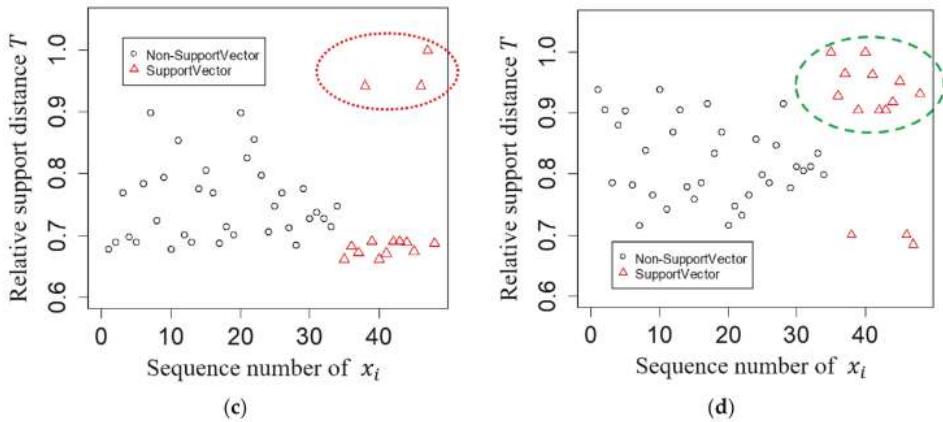 Relative support distance T
1.0
0.9
0.8
0.7
0.6
Non-SupportVector
SupportVector
0 10 20 30 40
Sequence number of xi
(c)
Relative support distance T
1.0
0.9
0.8
0.7
0.6
Non-SupportVector
SupportVector
0 10 20 30 40
Sequence number of xi
(d)